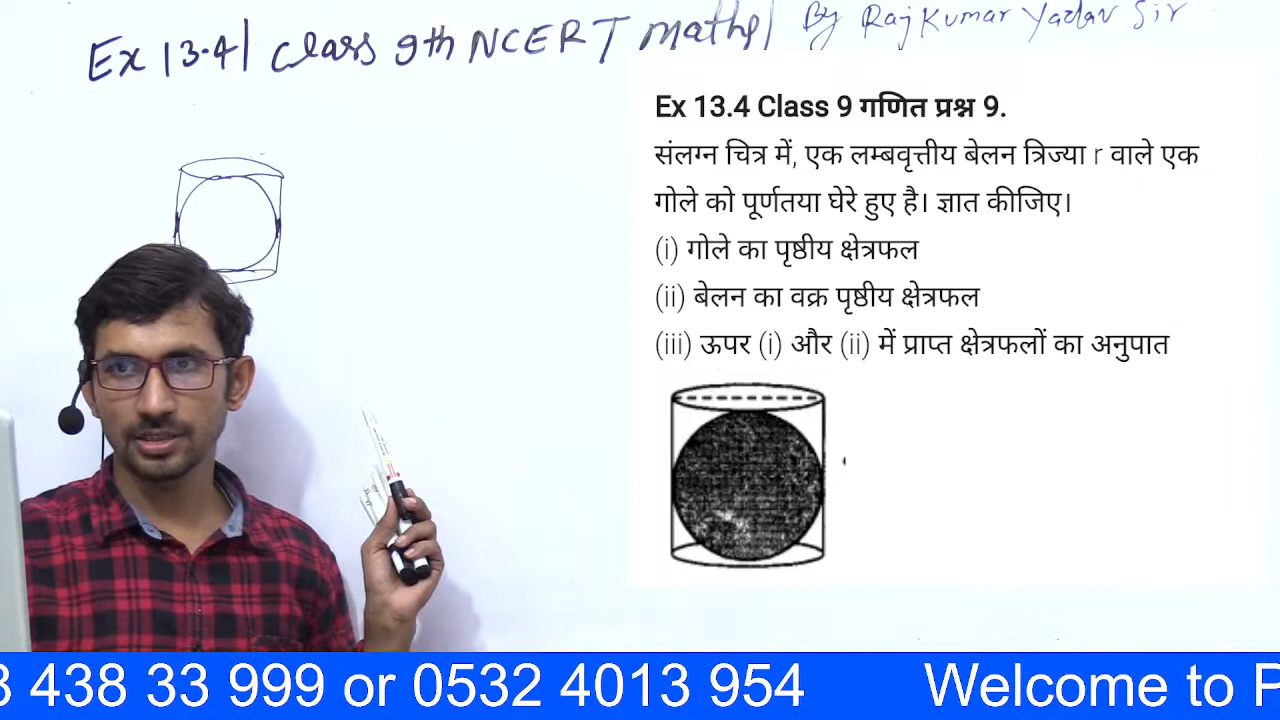 Ex 13.4| Class 9th NCERT maths| By Raj Kumar Yadav Sir
Ex 13.4 Class 9 गणित प्रश्न 9.
संलग्न चित्र में, एक लम्बवृत्तीय बेलन त्रिज्या r वाले एक
गोले को पूर्णतया घेरे हुए है। ज्ञात कीजिए।
(i) गोले का पृष्ठीय क्षेत्रफल
(ii) बेलन का वक्र पृष्ठीय क्षेत्रफल
(iii) ऊपर (i) और (ii) में प्राप्त क्षेत्रफलों का अनुपात
438 33 999 or 0532 4013 954 Welcome to